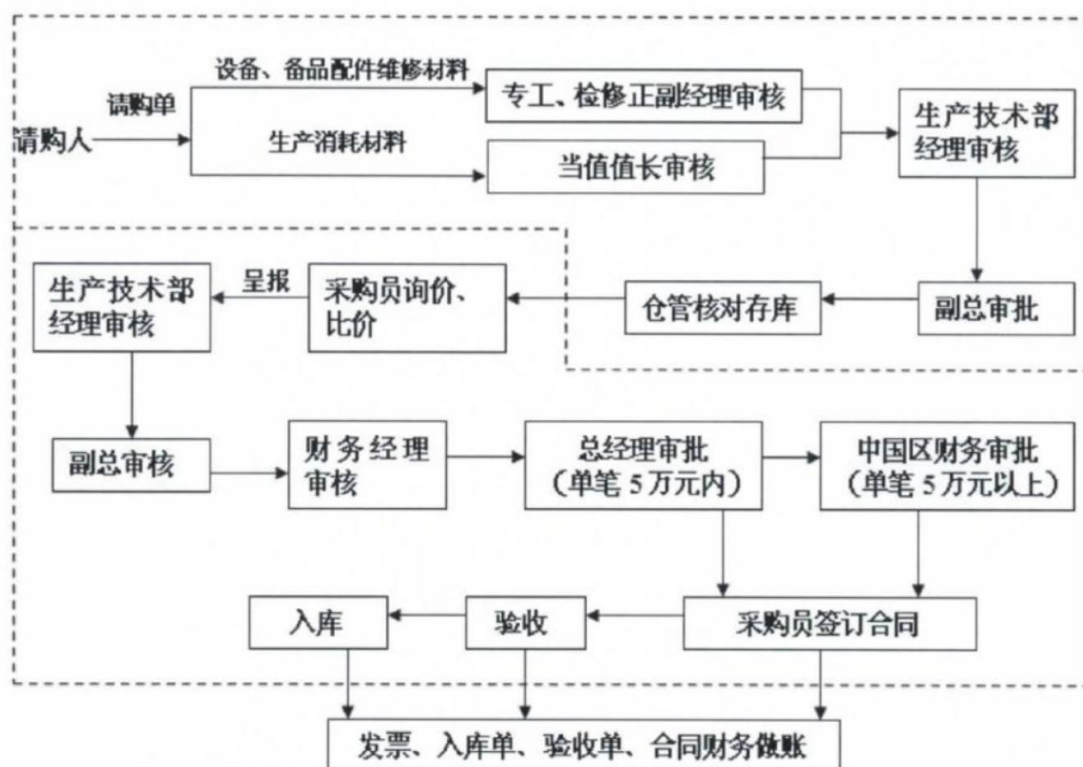 设备、备品配件维修材料
专工、检修正副经理审核
请购单
请购人
生产消耗材料
当值值长审核
生产技术部
经理审核
生产技术部
经理审核
呈报
采购员询价、
比价
仓管核对存库
副总审批
副总审核
财务经理
审核
总经理审批
（单笔5万元内）
中国区财务审批
（单笔5万元以上）
入库
验收
采购员签订合同
发票、入库单、验收单、合同财务做账